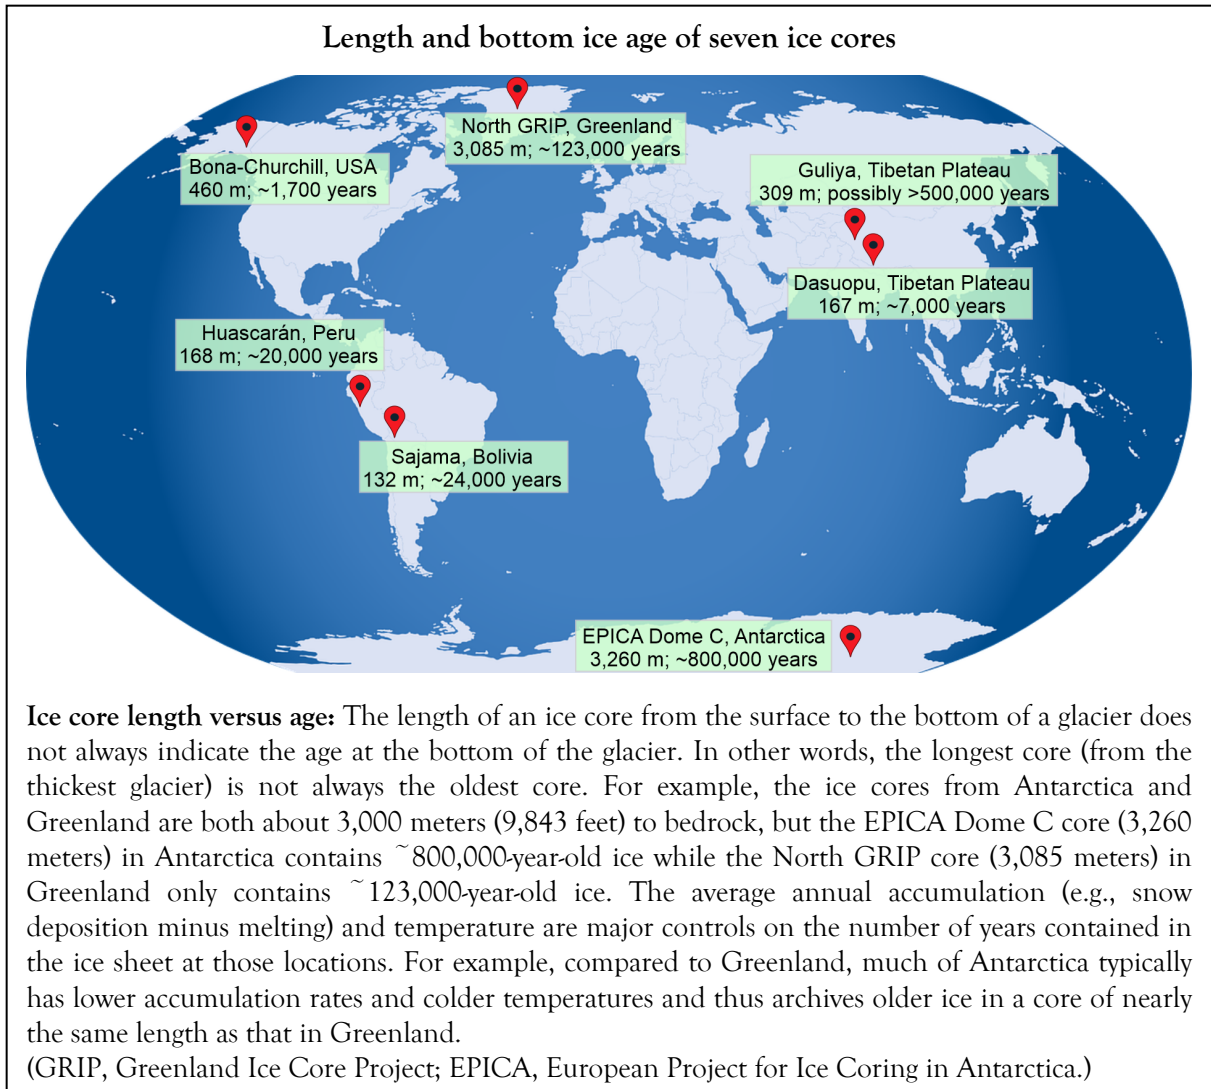 Length and bottom ice age of seven ice cores
North GRIP, Greenland
3,085 m; ~123,000 years
Bona-Churchill, USA
460 m; ~1,700 years
Guliya, Tibetan Plateau
309 m; possibly >500,000 years
Dasuopu, Tibetan Plateau
167 m; ~7,000 years
Huascarán, Peru
168 m; ~20,000 years
Sajama, Bolivia
132 m; ~24,000 years
EPICA Dome C, Antarctica
3,260 m; ~800,000 years
Ice core length versus age: The length of an ice core from the surface to the bottom of a glacier does
not always indicate the age at the bottom of the glacier. In other words, the longest core (from the
thickest glacier) is not always the oldest core. For example, the ice cores from Antarctica and
Greenland are both about 3,000 meters (9,843 feet) to bedrock, but the EPICA Dome C core (3,260
meters) in Antarctica contains ~800,000-year-old ice while the North GRIP core (3,085 meters) in
Greenland only contains ~123,000-year-old ice. The average annual accumulation (e.g., snow
deposition minus melting) and temperature are major controls on the number of years contained in
the ice sheet at those locations. For example, compared to Greenland, much of Antarctica typically
has lower accumulation rates and colder temperatures and thus archives older ice in a core of nearly
the same length as that in Greenland.
(GRIP, Greenland Ice Core Project; EPICA, European Project for Ice Coring in Antarctica.)